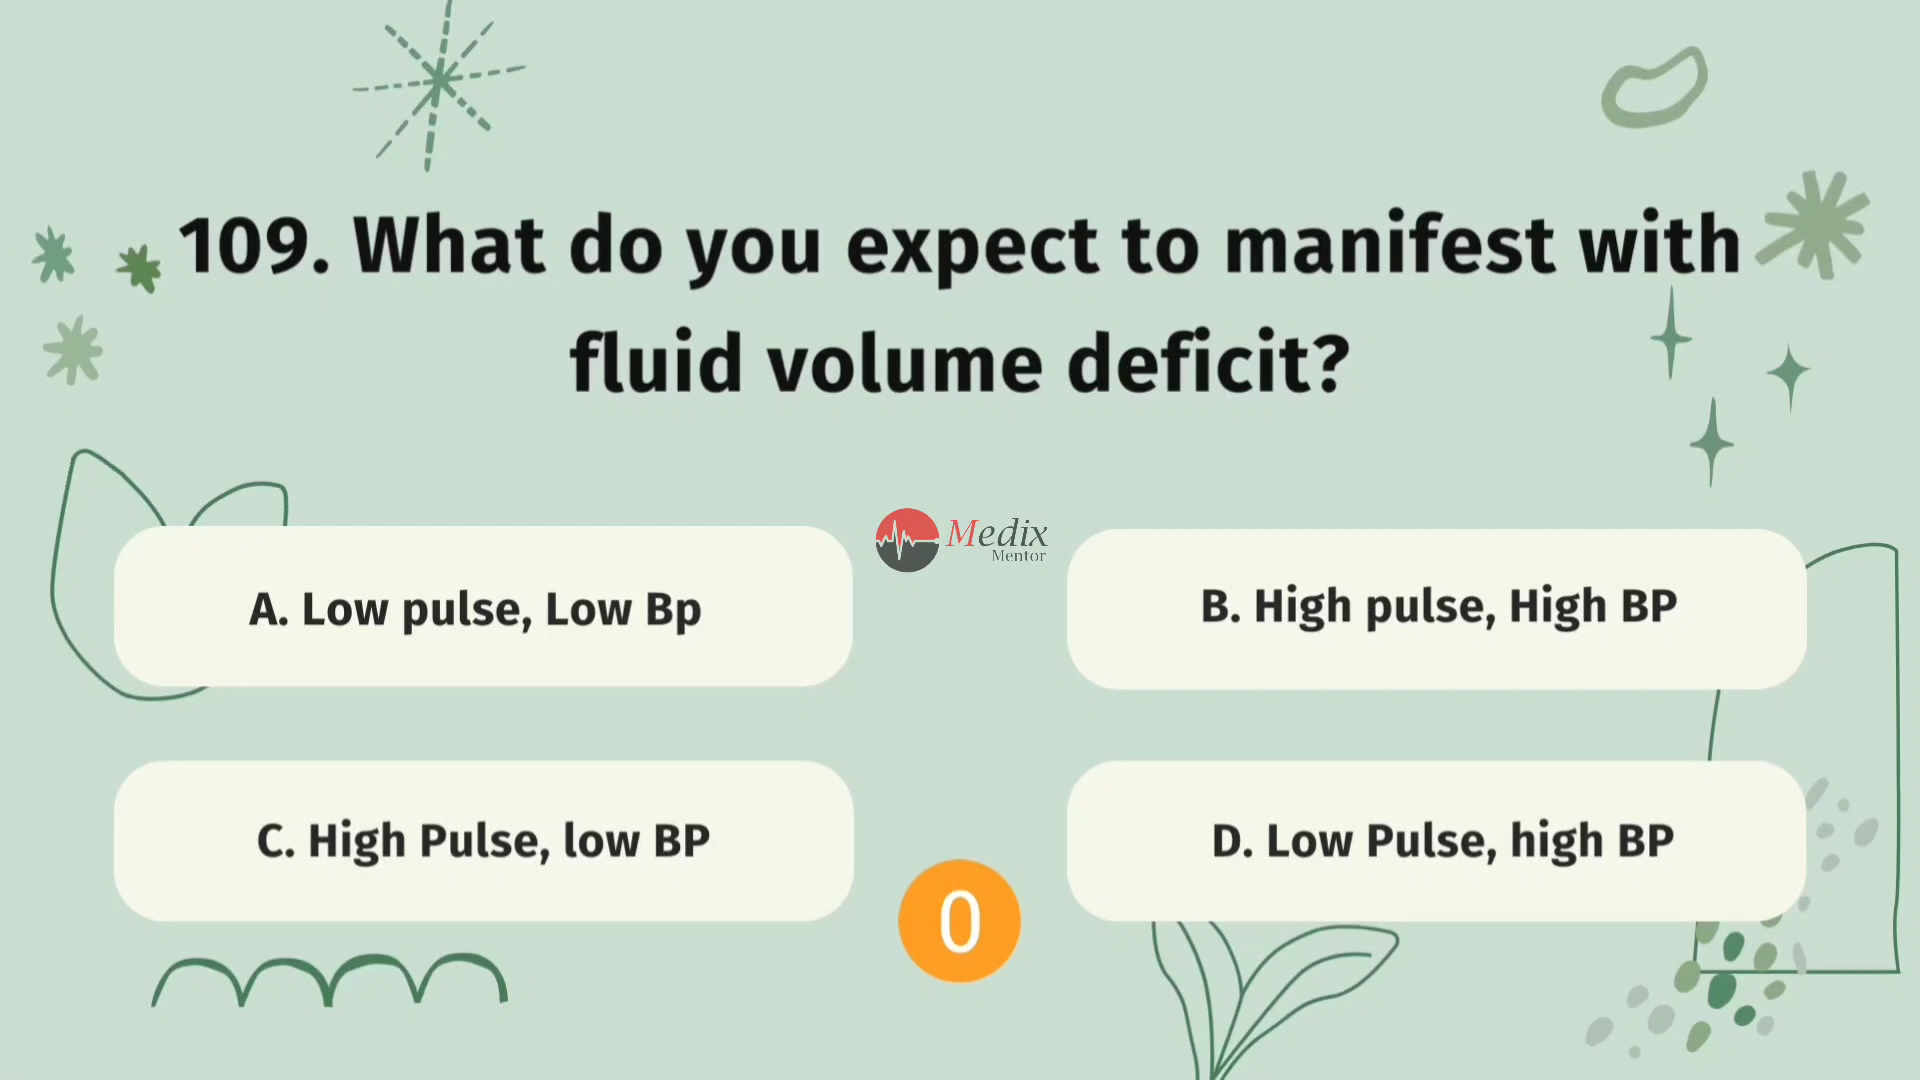 109. What do you expect to manifest with
fluid volume deficit?
Medix
Mentor
A. Low pulse, Low Bp
B. High pulse, High BP
C. High Pulse, low BP
D. Low Pulse, high BP
0